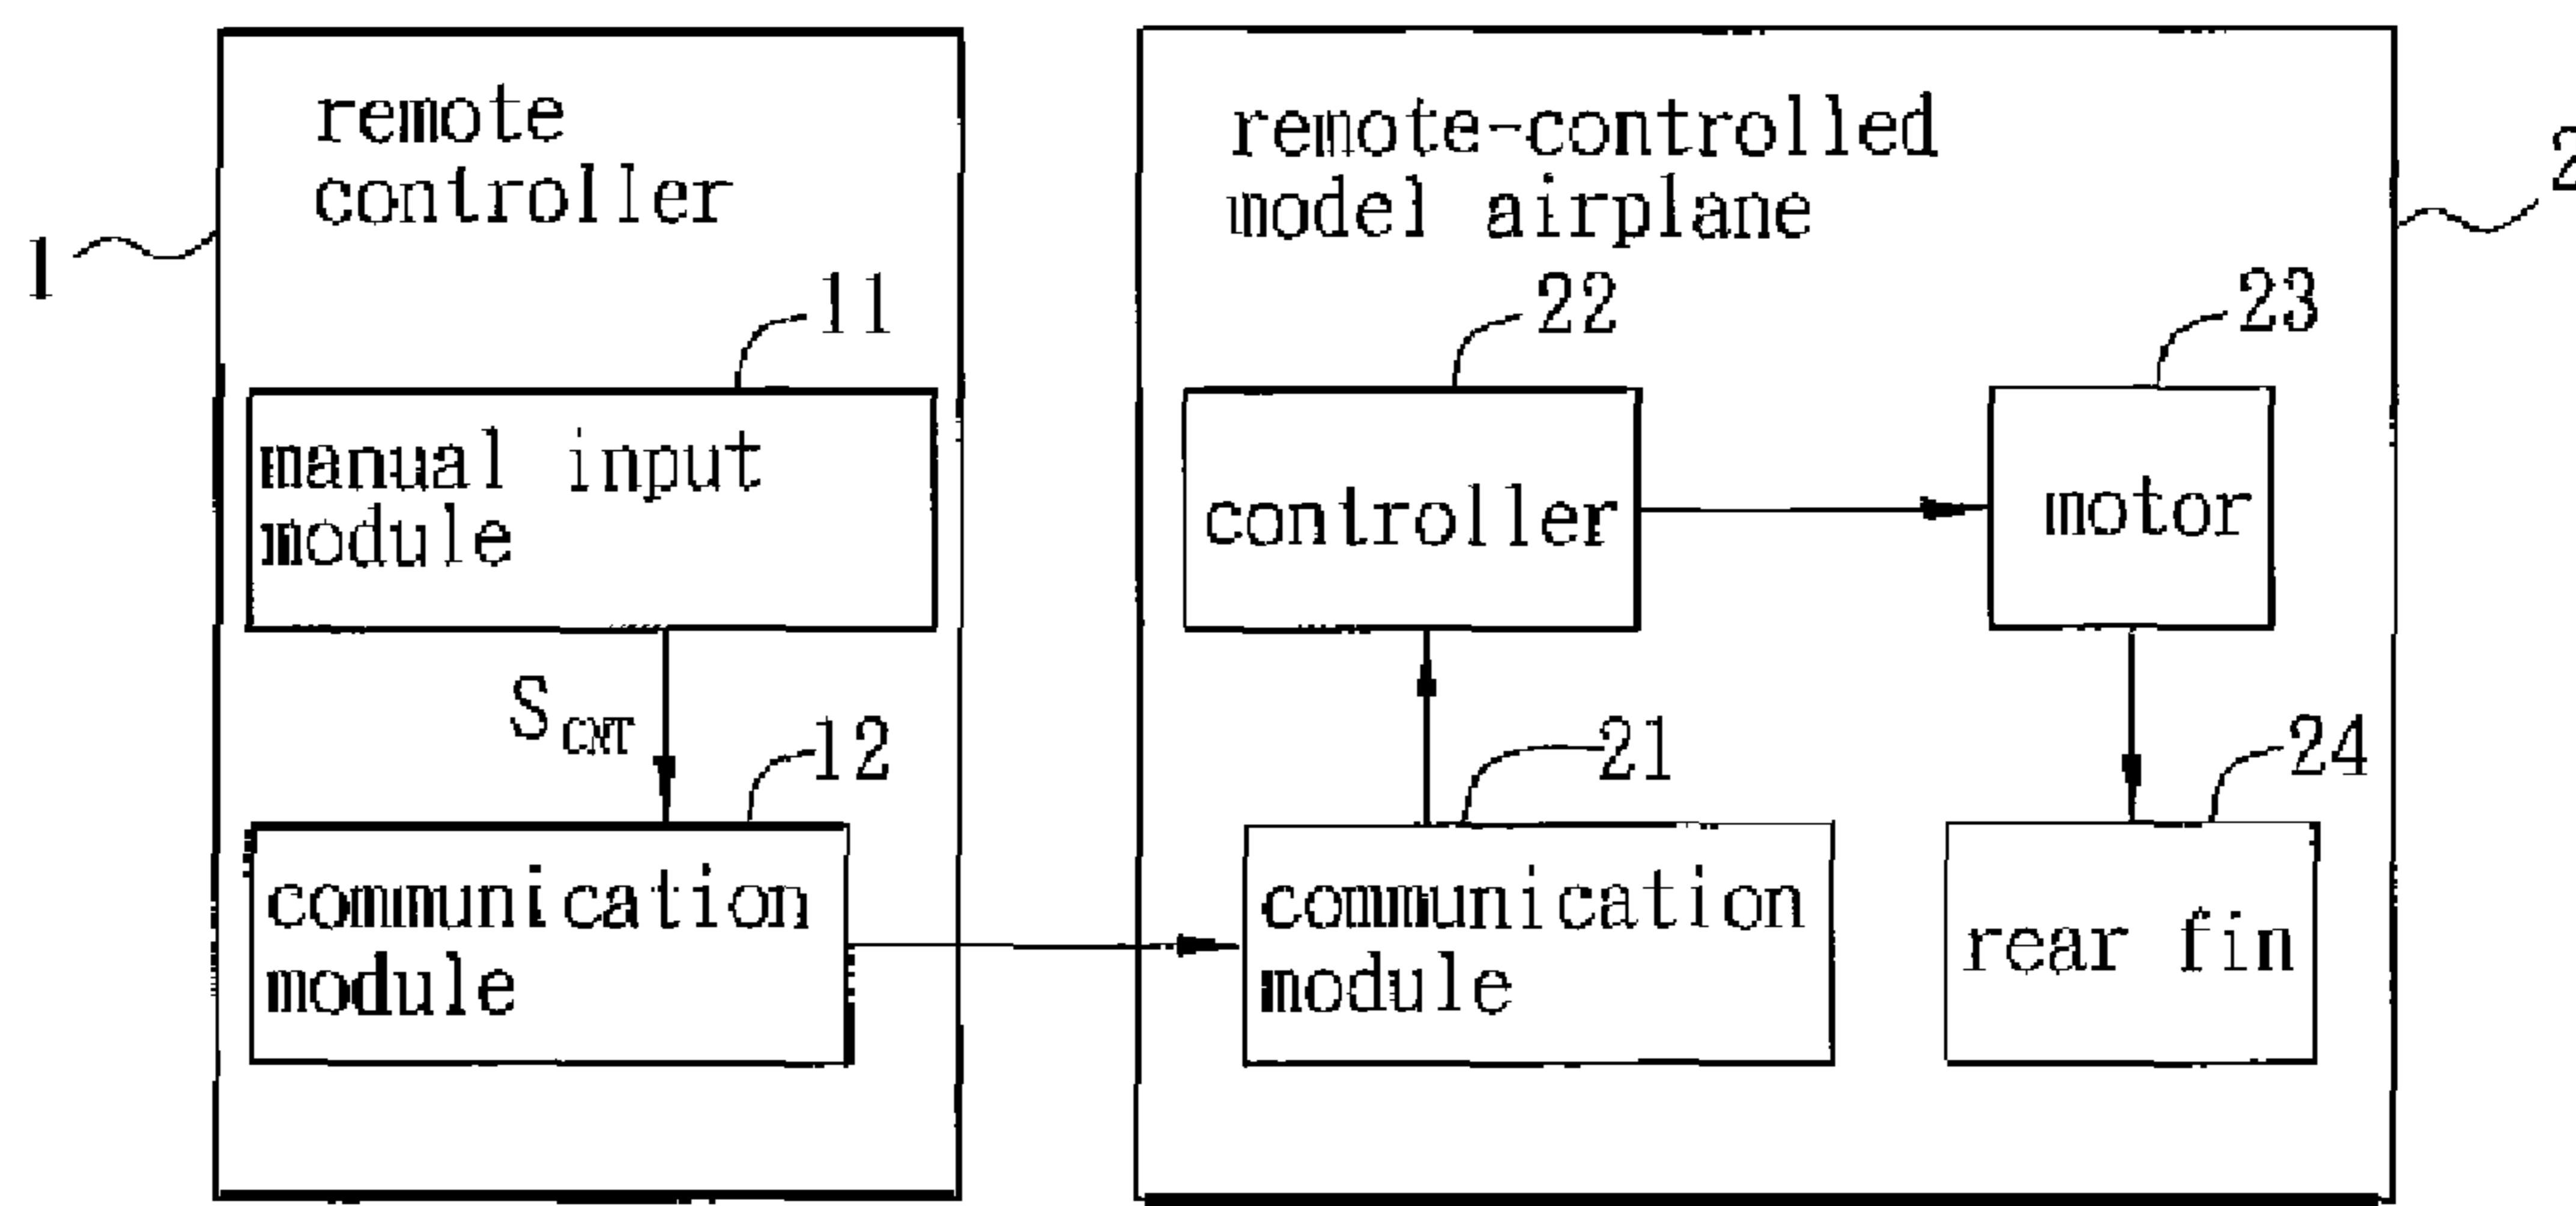 remote
controller
1
11
manual input
module
S_CNT
12
communication
module
remote-controlled
model airplane
2
22
controller
23
motor
21
communication
module
24
rear fin